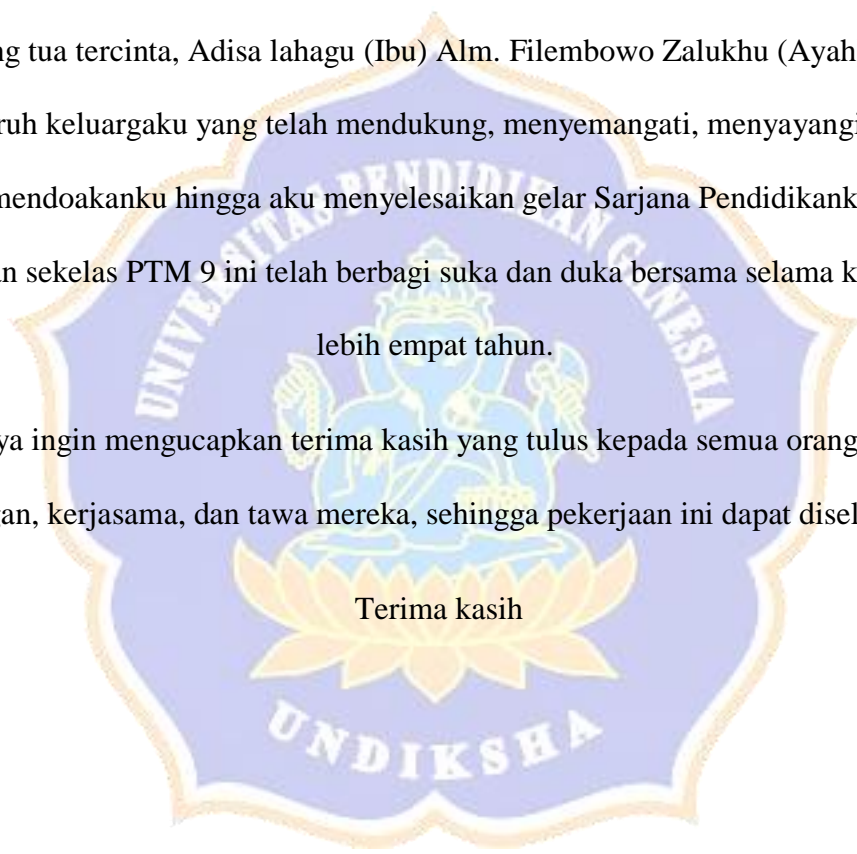 ng tua tercinta, Adisa lahagu (Ibu) Alm. Filembowo Zalukhu (Ayah
ruh keluargaku yang telah mendukung, menyemangati, menyayangi
mendoakanku hingga aku menyelesaikan gelar Sarjana Pendidikank
an sekelas PTM 9 ini telah berbagi suka dan duka bersama selama k
lebih empat tahun.
ya ingin mengucapkan terima kasih yang tulus kepada semua orang
gan, kerjasama, dan tawa mereka, sehingga pekerjaan ini dapat disel
Terima kasih
UNIVERSITAS PENDIDIKAN GANESHA
UNDIKSHA